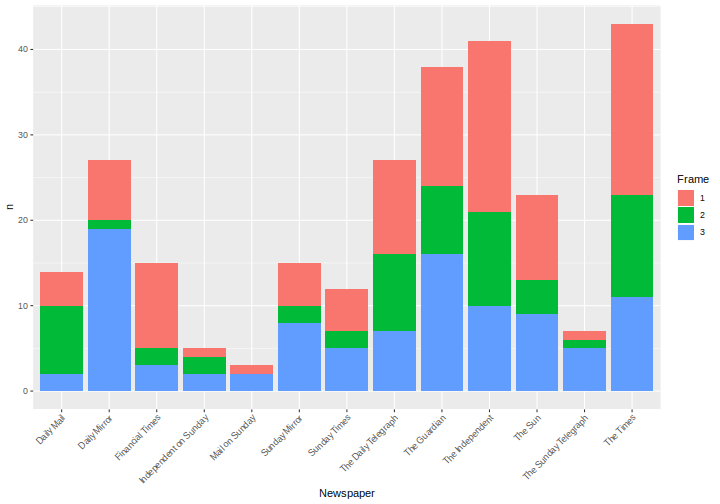 40
30
20
10
0
n
Daily Mail
Daily Mirror
Financial Times
Independent on Sunday
Mail on Sunday
Sunday Mirror
Sunday Times
The Daily Telegraph
The Guardian
The Independent
The Sun
The Sunday Telegraph
The Times
Newspaper
Frame
1
2
3